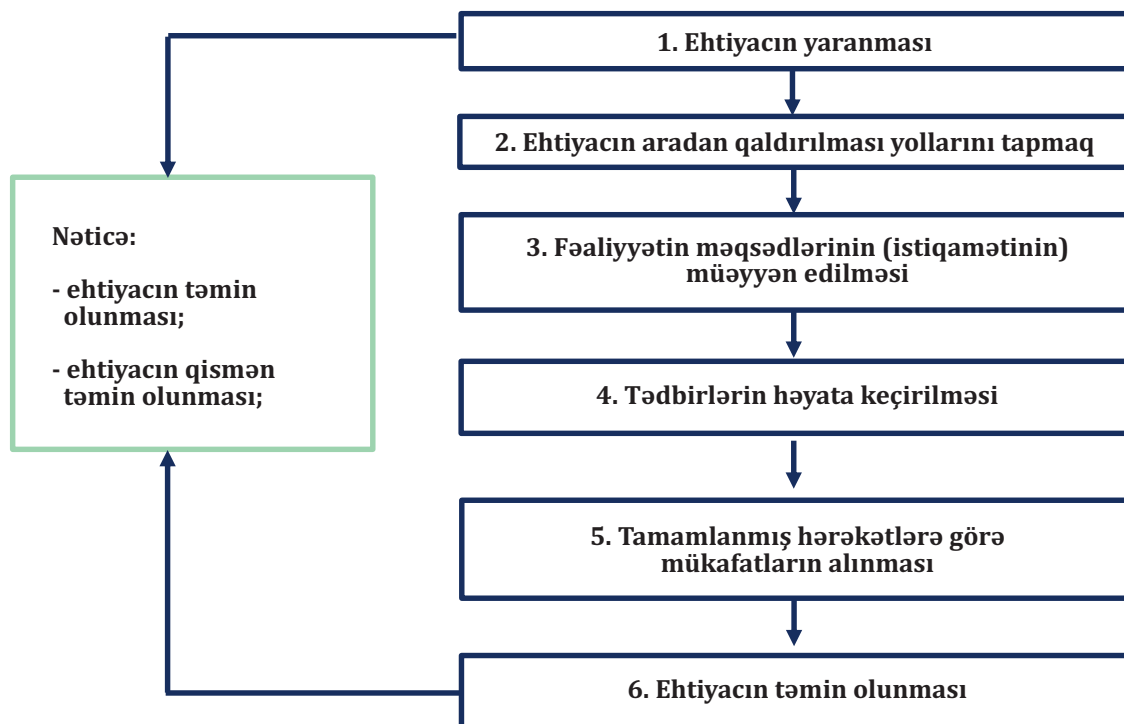 1. Ehtiyacın yaranması
2. Ehtiyacın aradan qaldırılması yollarını tapmaq
3. Fəaliyyətin məqsədlərinin (istiqamətinin)
müəyyən edilməsi
4. Tədbirlərin həyata keçirilməsi
5. Tamamlanmış hərəkətlərə görə
mükafatların alınması
6. Ehtiyacın təmin olunması
Nəticə:
- ehtiyacın təmin
olunması;
- ehtiyacın qismən
təmin olunması;